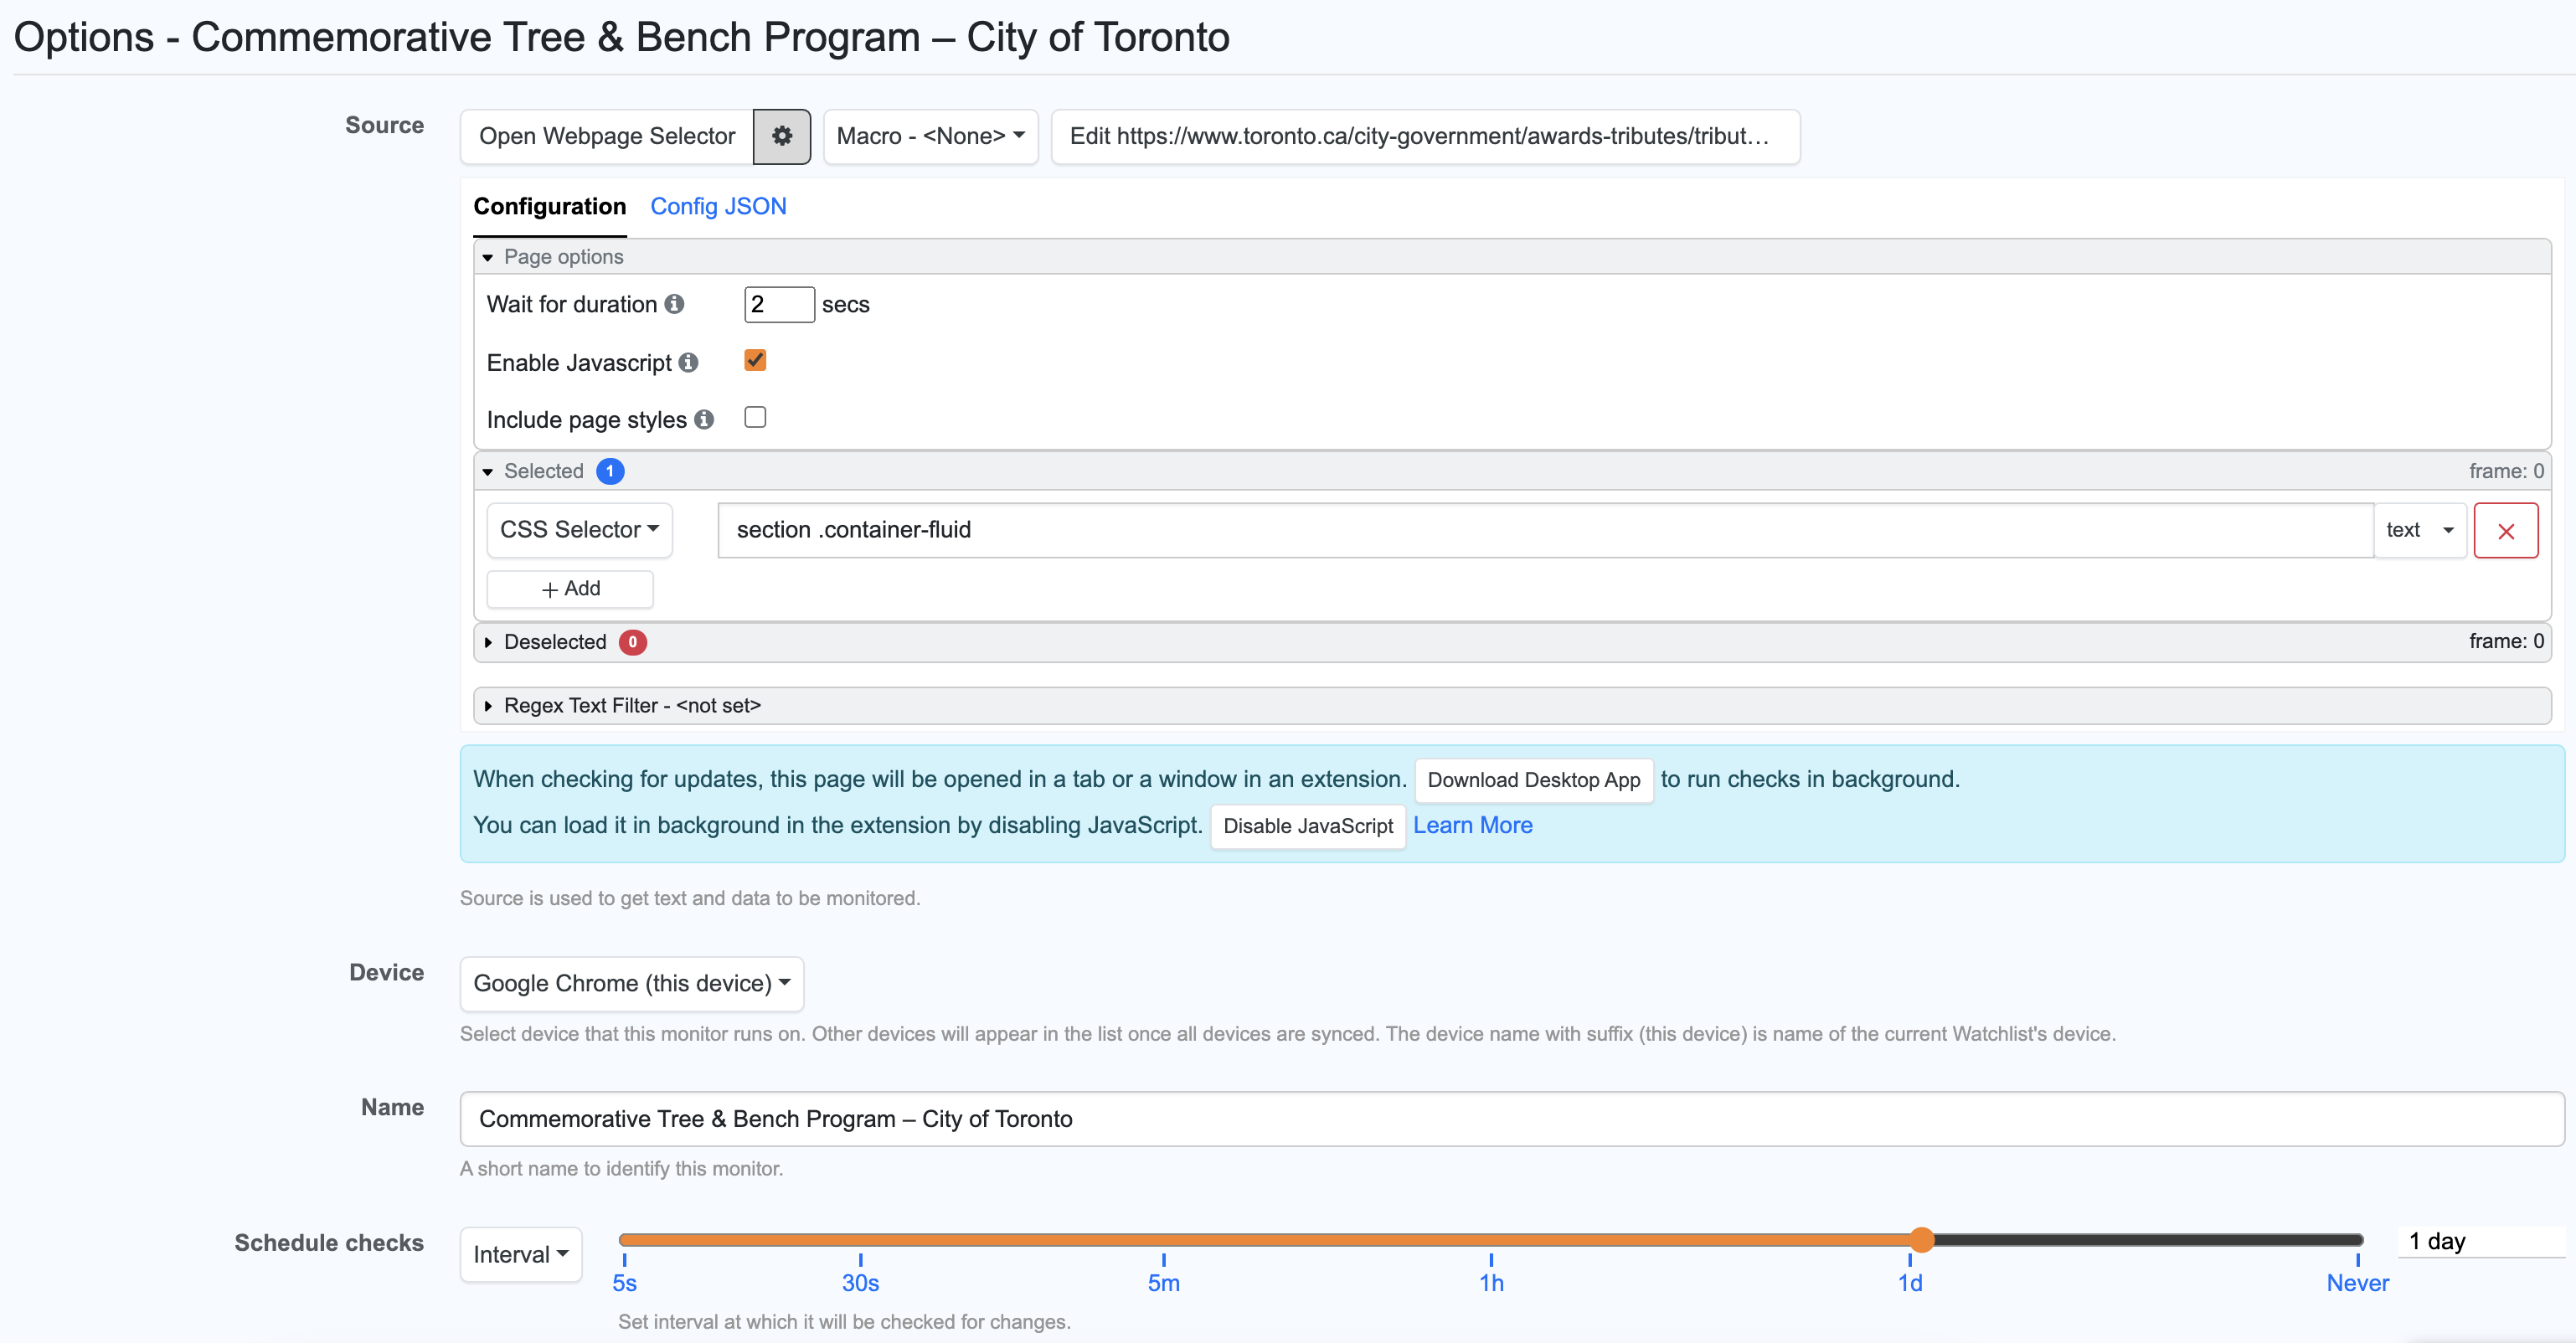 Options - Commemorative Tree & Bench Program – City of Toronto
Source
Open Webpage Selector Macro - <None> Edit https://www.toronto.ca/city-government/awards-tributes/tribut…
Configuration Config JSON
Page options
Wait for duration 2 secs
Enable Javascript
Include page styles
Selected 1 frame: 0
CSS Selector section .container-fluid text
+ Add
Deselected 0 frame: 0
Regex Text Filter - <not set>
When checking for updates, this page will be opened in a tab or a window in an extension. Download Desktop App to run checks in background.
You can load it in background in the extension by disabling JavaScript. Disable JavaScript Learn More
Source is used to get text and data to be monitored.
Device
Google Chrome (this device)
Select device that this monitor runs on. Other devices will appear in the list once all devices are synced. The device name with suffix (this device) is name of the current Watchlist's device.
Name
Commemorative Tree & Bench Program – City of Toronto
A short name to identify this monitor.
Schedule checks
Interval
1 day
5s 30s 5m 1h 1d Never
Set interval at which it will be checked for changes.